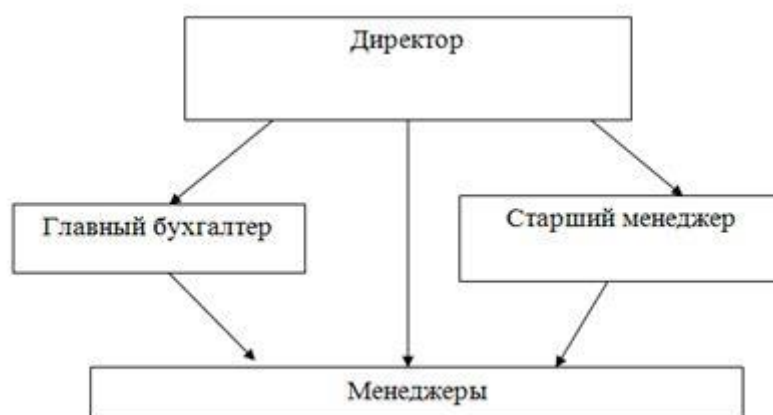 Директор
Главный бухгалтер
Старший менеджер
Менеджеры